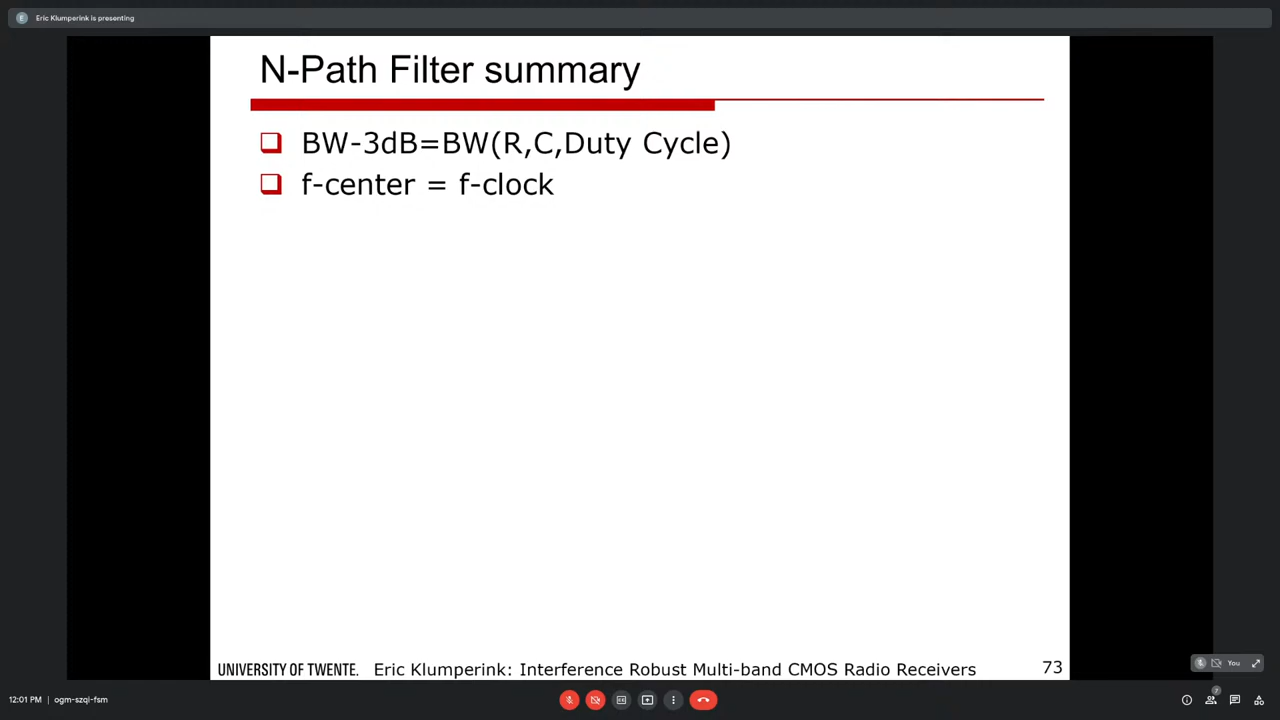 E
Eric Klumperink is presenting
N-Path Filter summary
BW-3dB=BW(R,C,Duty Cycle)
f-center = f-clock
UNIVERSITY OF TWENTE. Eric Klumperink: Interference Robust Multi-band CMOS Radio Receivers 73
You
12:01 PM | ogm-szqi-fsm
7